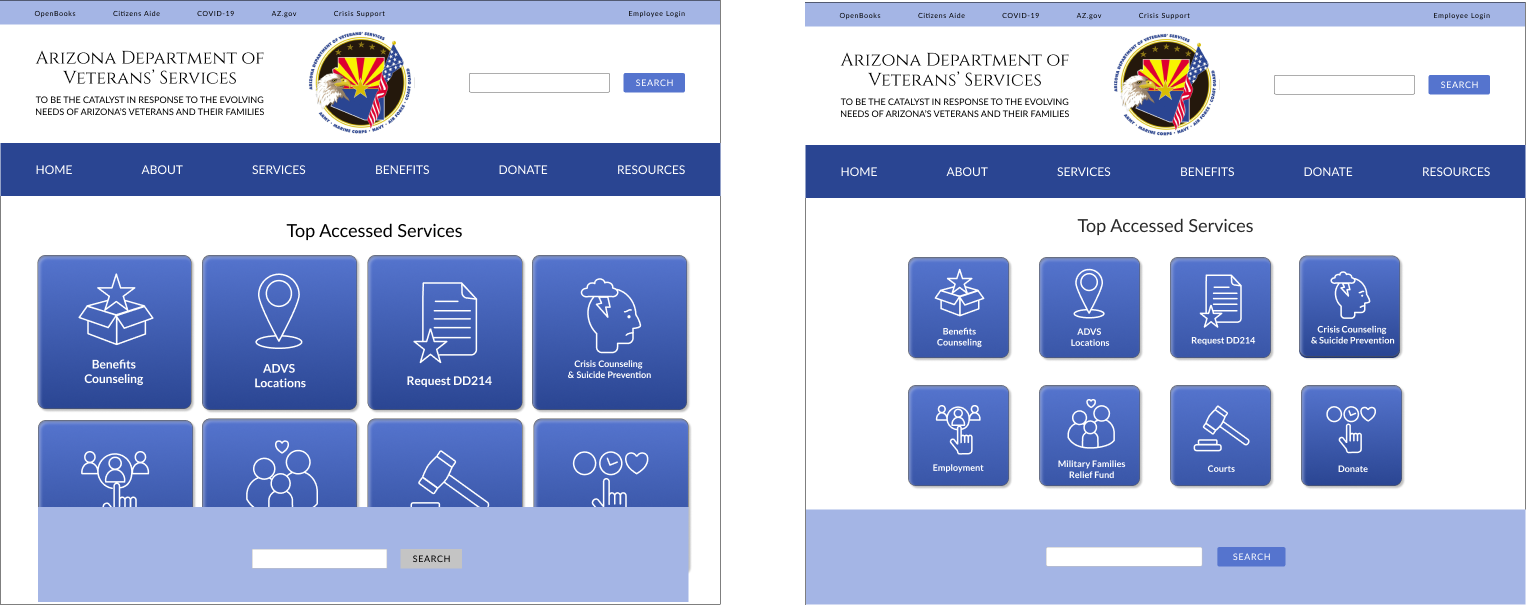 OpenBooks Citizens Aide COVID-19 AZ.gov Crisis Support Employee Login
ARIZONA DEPARTMENT OF
VETERANS' SERVICES
TO BE THE CATALYST IN RESPONSE TO THE EVOLVING
NEEDS OF ARIZONA'S VETERANS AND THEIR FAMILIES
ARIZONA DEPARTMENT OF VETERANS' SERVICES
ARMY • MARINE CORPS • NAVY • AIR FORCE • COAST GUARD
SEARCH
HOME ABOUT SERVICES BENEFITS DONATE RESOURCES
Top Accessed Services
Benefits
Counseling
ADVS
Locations
Request DD214
Crisis Counseling
& Suicide Prevention
SEARCH
OpenBooks Citizens Aide COVID-19 AZ.gov Crisis Support Employee Login
ARIZONA DEPARTMENT OF
VETERANS' SERVICES
TO BE THE CATALYST IN RESPONSE TO THE EVOLVING
NEEDS OF ARIZONA'S VETERANS AND THEIR FAMILIES
ARIZONA DEPARTMENT OF VETERANS' SERVICES
ARMY • MARINE CORPS • NAVY • AIR FORCE • COAST GUARD
SEARCH
HOME ABOUT SERVICES BENEFITS DONATE RESOURCES
Top Accessed Services
Benefits
Counseling
ADVS
Locations
Request DD214
Crisis Counseling
& Suicide Prevention
Employment
Military Families
Relief Fund
Courts
Donate
SEARCH